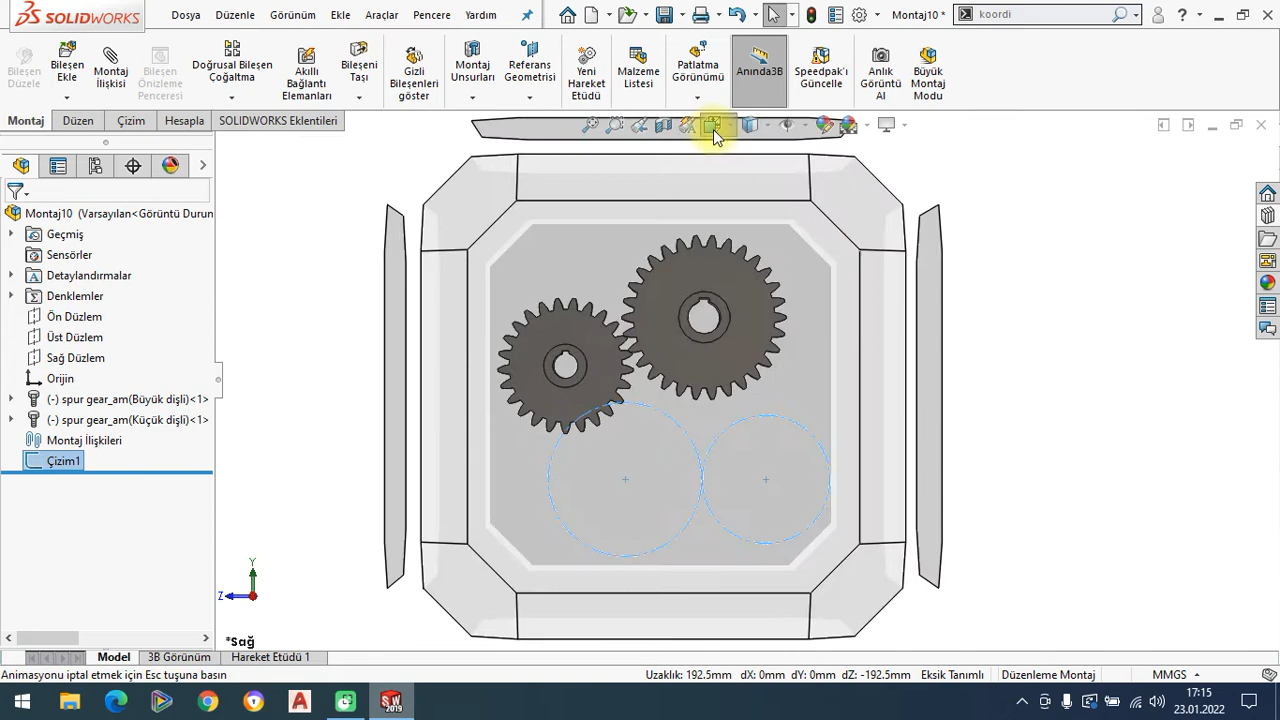 SOLIDWORKS
Dosya Düzenle Görünüm Ekle Araçlar Pencere Yardım
Montaj10 *
koordi
?
Bileşen Düzenle
Bileşen Ekle
Montaj İlişkisi
Bileşen Önizleme Penceresi
Doğrusal Bileşen Çoğaltma
Akıllı Bağlantı Elemanları
Bileşeni Taşı
Gizli Bileşenleri göster
Montaj Unsurları
Referans Geometrisi
Yeni Hareket Etüdü
Malzeme Listesi
Patlatma Görünümü
Anında3B
Speedpak'ı Güncelle
Anlık Görüntü Al
Büyük Montaj Modu
Montaj Düzen Çizim Hesapla SOLIDWORKS Eklentileri
Montaj10 (Varsayılan<Görüntü Durun
Geçmiş
Sensörler
Detaylandırmalar
Denklemler
Ön Düzlem
Üst Düzlem
Sağ Düzlem
Orijin
(-) spur gear_am(Büyük dişli)<1>
(-) spur gear_am(Küçük dişli)<1>
Montaj İlişkileri
Çizim1
Y
Z
*Sağ
Model 3B Görünüm Hareket Etüdü 1
Animasyonu iptal etmek için Esc tuşuna basın
Uzaklık: 192.5mm dX: 0mm dY: 0mm dZ: -192.5mm Eksik Tanımlı Düzenleme Montaj
MMGS
A
SW
2019
17:15
23.01.2022